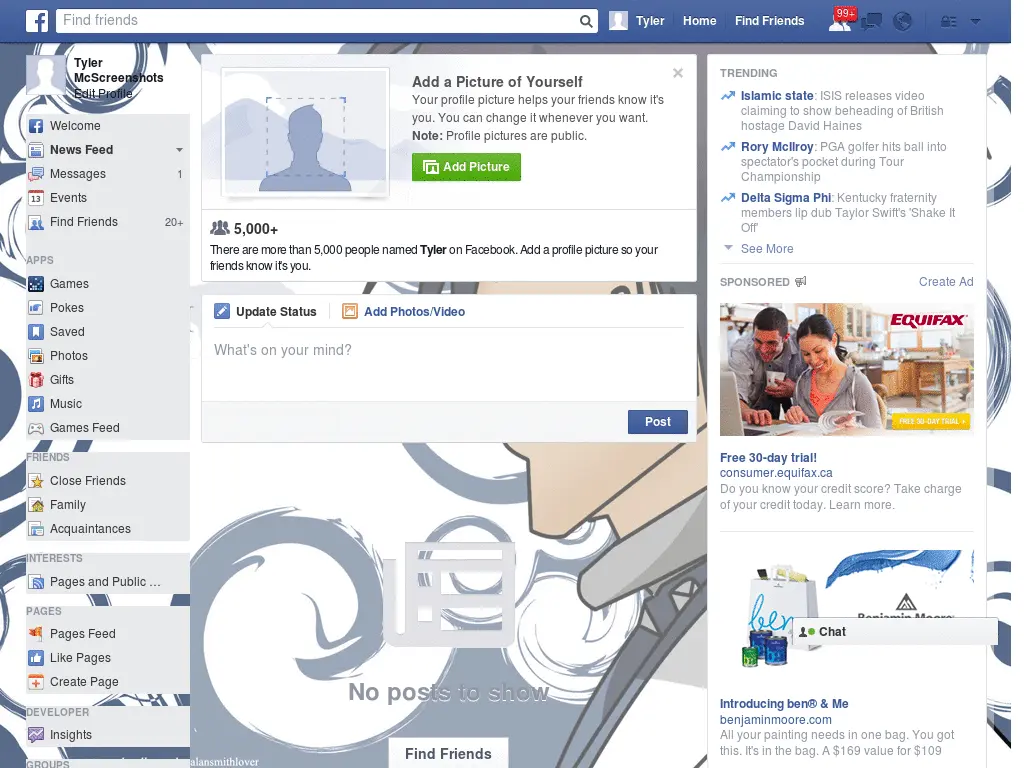 Find friends
Tyler
Home
Find Friends
99+
Tyler
McScreenshots
Edit Profile
Welcome
News Feed
Messages 1
13 Events
Find Friends 20+
APPS
Games
Pokes
Saved
Photos
Gifts
Music
Games Feed
FRIENDS
Close Friends
Family
Acquaintances
INTERESTS
Pages and Public ...
PAGES
Pages Feed
Like Pages
Create Page
DEVELOPER
Insights
GROUPS
alansmithlover
Add a Picture of Yourself
Your profile picture helps your friends know it's
you. You can change it whenever you want.
Note: Profile pictures are public.
Add Picture
5,000+
There are more than 5,000 people named Tyler on Facebook. Add a profile picture so your
friends know it's you.
Update Status
Add Photos/Video
What's on your mind?
Post
No posts to show
Find Friends
TRENDING
Islamic state: ISIS releases video
claiming to show beheading of British
hostage David Haines
Rory McIlroy: PGA golfer hits ball into
spectator's pocket during Tour
Championship
Delta Sigma Phi: Kentucky fraternity
members lip dub Taylor Swift's 'Shake It
Off'
See More
SPONSORED
Create Ad
EQUIFAX
FREE 30-DAY TRIAL
Free 30-day trial!
consumer.equifax.ca
Do you know your credit score? Take charge
of your credit today. Learn more.
ben
Benjamin Moore
Chat
Introducing ben® & Me
benjaminmoore.com
All your painting needs in one bag. You got
this. It's in the bag. A $169 value for $109